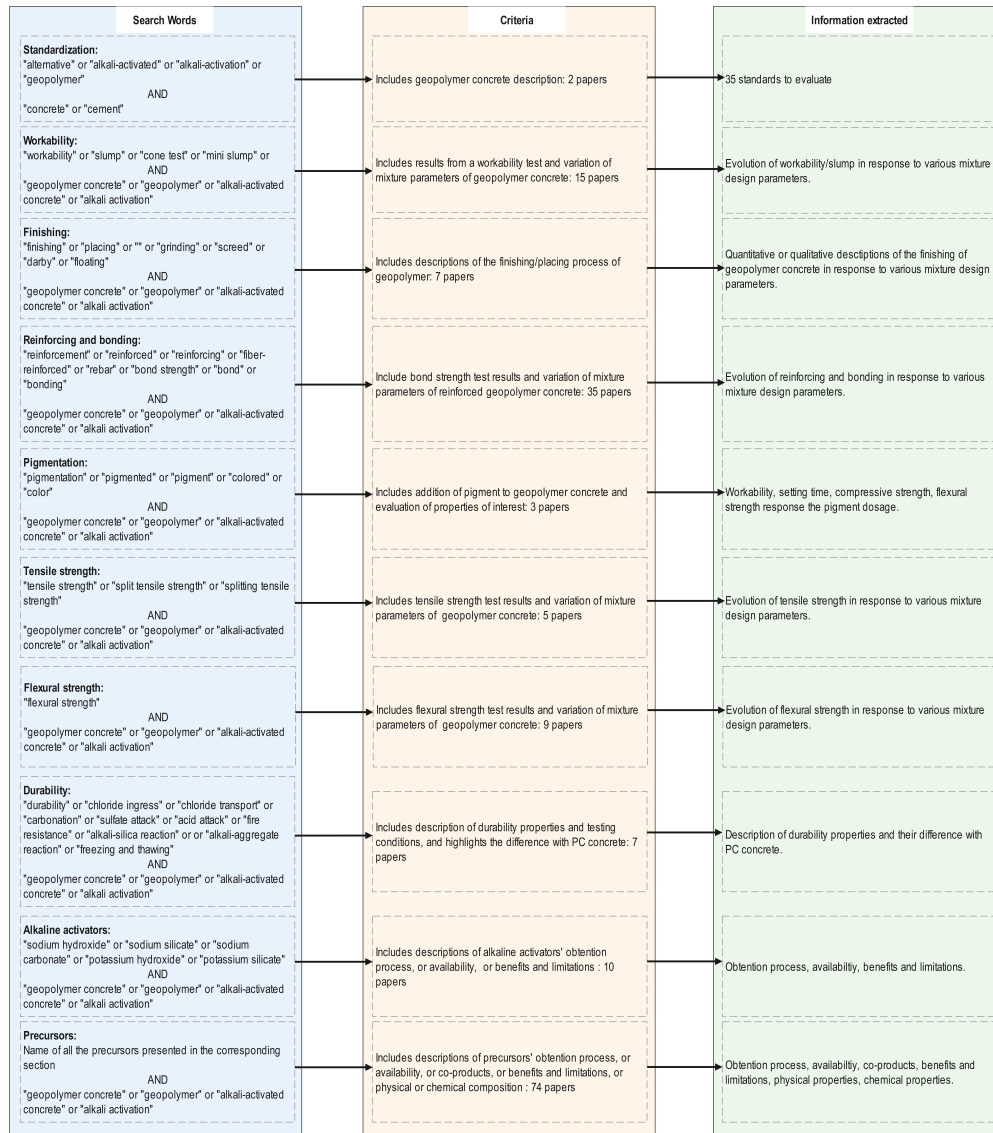 Search Words
Criteria
Information extracted
Standardization:
"alternative" or "alkali-activated" or "alkali-activation" or
"geopolymer"
AND
"concrete" or "cement"
Includes geopolymer concrete description: 2 papers
35 standards to evaluate
Workability:
"workability" or "slump" or "cone test" or "mini slump" or
AND
"geopolymer concrete" or "geopolymer" or "alkali-activated
concrete" or "alkali activation"
Includes results from a workability test and variation of
mixture parameters of geopolymer concrete: 15 papers
Evolution of workability/slump in response to various mixture
design parameters.
Finishing:
"finishing" or "placing" or "" or "grinding" or "screed" or
"darby" or "floating"
AND
"geopolymer concrete" or "geopolymer" or "alkali-activated
concrete" or "alkali activation"
Includes descriptions of the finishing/placing process of
geopolymer: 7 papers
Quantitative or qualitative desctiptions of the finishing of
geopolymer concrete in response to various mixture design
parameters.
Reinforcing and bonding:
"reinforcement" or "reinforced" or "reinforcing" or "fiber-
reinforced" or "rebar" or "bond strength" or "bond" or
"bonding"
AND
"geopolymer concrete" or "geopolymer" or "alkali-activated
concrete" or "alkali activation"
Include bond strength test results and variation of mixture
parameters of reinforced geopolymer concrete: 35 papers
Evolution of reinforcing and bonding in response to various
mixture design parameters.
Pigmentation:
"pigmentation" or "pigmented" or "pigment" or "colored" or
"color"
AND
"geopolymer concrete" or "geopolymer" or "alkali-activated
concrete" or "alkali activation"
Includes addition of pigment to geopolymer concrete and
evaluation of properties of interest: 3 papers
Workability, setting time, compressive strength, flexural
strength response the pigment dosage.
Tensile strength:
"tensile strength" or "split tensile strength" or "splitting tensile
strength"
AND
"geopolymer concrete" or "geopolymer" or "alkali-activated
concrete" or "alkali activation"
Includes tensile strength test results and variation of mixture
parameters of geopolymer concrete: 5 papers
Evolution of tensile strength in response to various mixture
design parameters.
Flexural strength:
"flexural strength"
AND
"geopolymer concrete" or "geopolymer" or "alkali-activated
concrete" or "alkali activation"
Includes flexural strength test results and variation of mixture
parameters of geopolymer concrete: 9 papers
Evolution of flexural strength in response to various mixture
design parameters.
Durability:
"durability" or "chloride ingress" or "chloride transport" or
"carbonation" or "sulfate attack" or "acid attack" or "fire
resistance" or "alkali-silica reaction" or or "alkali-aggregate
reaction" or "freezing and thawing"
AND
"geopolymer concrete" or "geopolymer" or "alkali-activated
concrete" or "alkali activation"
Includes description of durability properties and testing
conditions, and highlights the difference with PC concrete: 7
papers
Description of durability properties and their difference with
PC concrete.
Alkaline activators:
"sodium hydroxide" or "sodium silicate" or "sodium
carbonate" or "potassium hydroxide" or "potassium silicate"
AND
"geopolymer concrete" or "geopolymer" or "alkali-activated
concrete" or "alkali activation"
Includes descriptions of alkaline activators' obtention
process, or availability, or benefits and limitations : 10
papers
Obtention process, availabiltiy, benefits and limitations.
Precursors:
Name of all the precursors presented in the corresponding
section
AND
"geopolymer concrete" or "geopolymer" or "alkali-activated
concrete" or "alkali activation"
Includes descriptions of precursors' obtention process, or
availability, or co-products, or benefits and limitations, or
physical or chemical composition : 74 papers
Obtention process, availabiltiy, co-products, benefits and
limitations, physical properties, chemical properties.